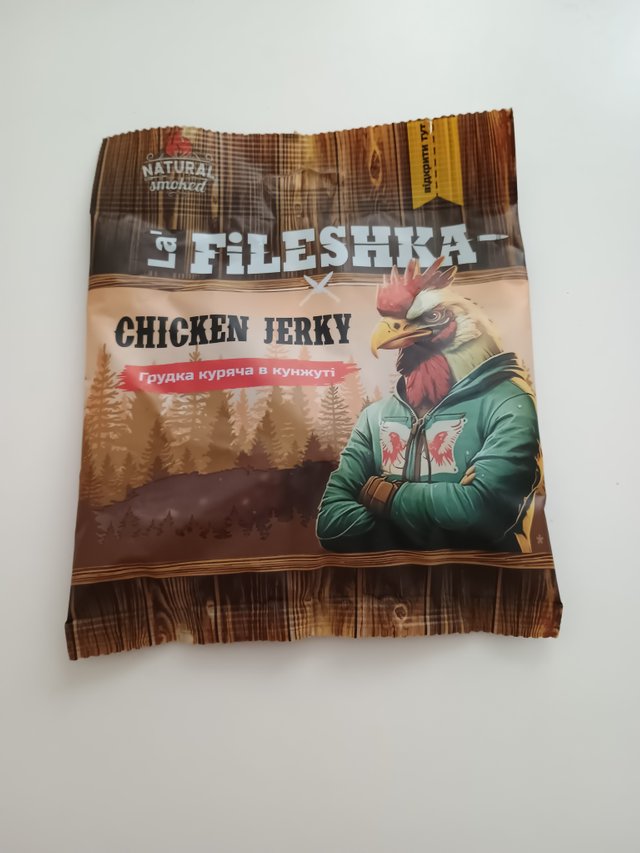 NATURAL
smoked
відкрити тут
La' FiLESHKA
CHICKEN JERKY
Грудка куряча в кунжуті
*